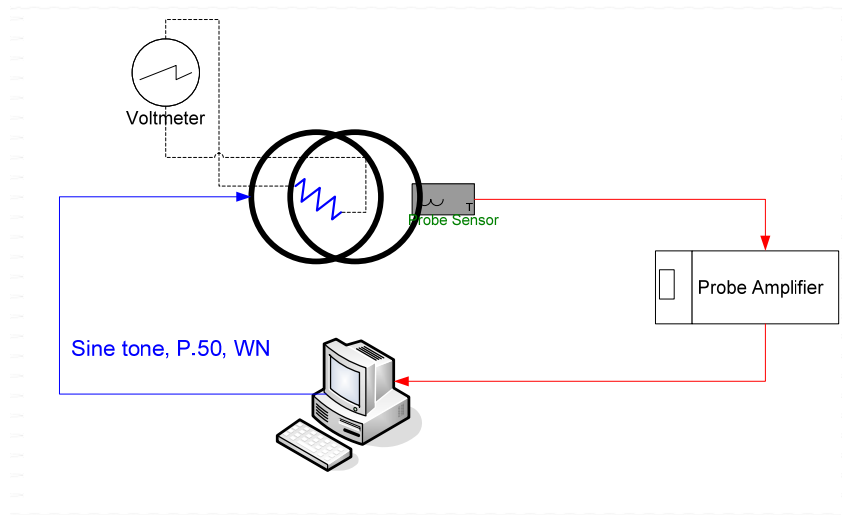 Voltmeter
T
Probe Sensor
Probe Amplifier
Sine tone, P.50, WN